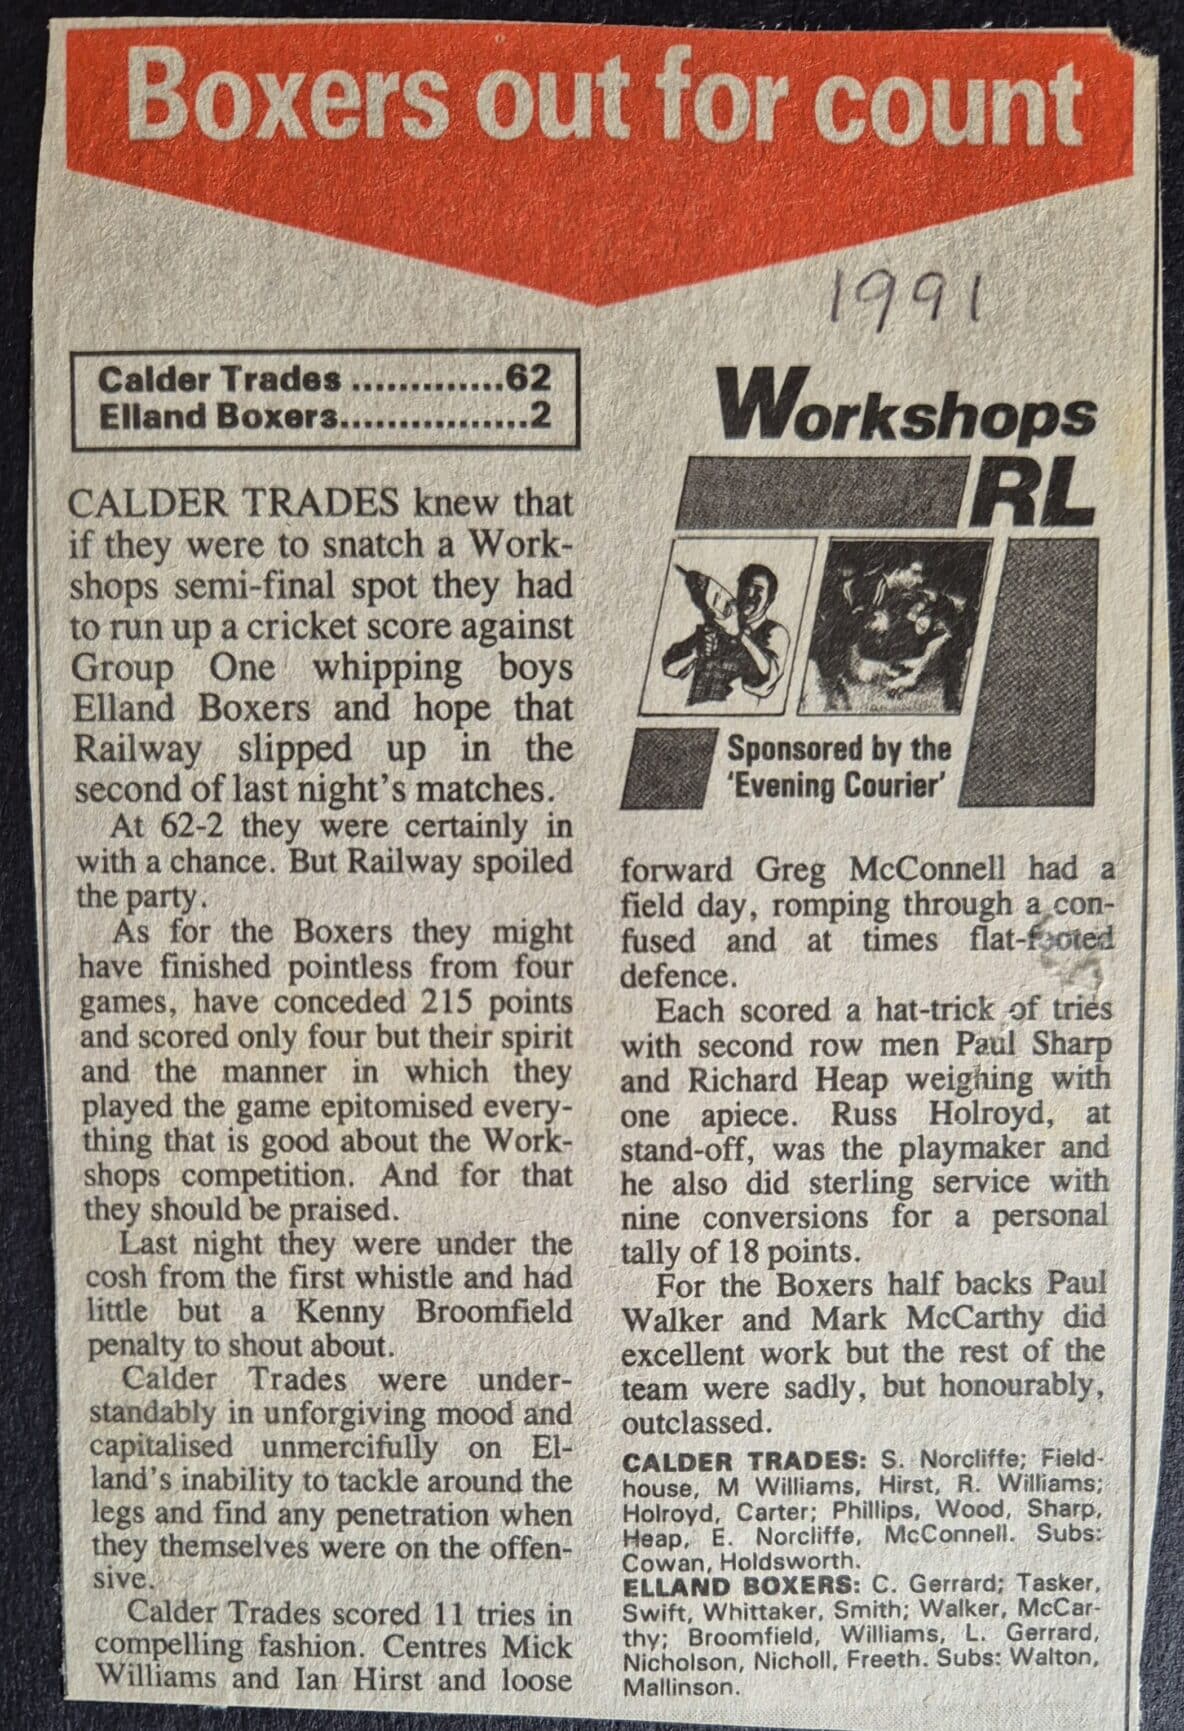 Boxers out for count
1991
Calder Trades .............62
Elland Boxers................2
CALDER TRADES knew that
if they were to snatch a Work-
shops semi-final spot they had
to run up a cricket score against
Group One whipping boys
Elland Boxers and hope that
Railway slipped up in the
second of last night's matches.
At 62-2 they were certainly in
with a chance. But Railway spoiled
the party.
As for the Boxers they might
have finished pointless from four
games, have conceded 215 points
and scored only four but their spirit
and the manner in which they
played the game epitomised every-
thing that is good about the Work-
shops competition. And for that
they should be praised.
Last night they were under the
cosh from the first whistle and had
little but a Kenny Broomfield
penalty to shout about.
Calder Trades were under-
standably in unforgiving mood and
capitalised unmercifully on El-
land's inability to tackle around the
legs and find any penetration when
they themselves were on the offen-
sive.
Calder Trades scored 11 tries in
compelling fashion. Centres Mick
Williams and Ian Hirst and loose
Workshops
RL
Sponsored by the
'Evening Courier'
forward Greg McConnell had a
field day, romping through a con-
fused and at times flat-footed
defence.
Each scored a hat-trick of tries
with second row men Paul Sharp
and Richard Heap weighing with
one apiece. Russ Holroyd, at
stand-off, was the playmaker and
he also did sterling service with
nine conversions for a personal
tally of 18 points.
For the Boxers half backs Paul
Walker and Mark McCarthy did
excellent work but the rest of the
team were sadly, but honourably,
outclassed.
CALDER TRADES: S. Norcliffe; Field-
house, M Williams, Hirst, R. Williams;
Holroyd, Carter; Phillips, Wood, Sharp,
Heap, E. Norcliffe, McConnell. Subs:
Cowan, Holdsworth.
ELLAND BOXERS: C. Gerrard; Tasker,
Swift, Whittaker, Smith; Walker, McCar-
thy; Broomfield, Williams, L. Gerrard,
Nicholson, Nicholl, Freeth. Subs: Walton,
Mallinson.